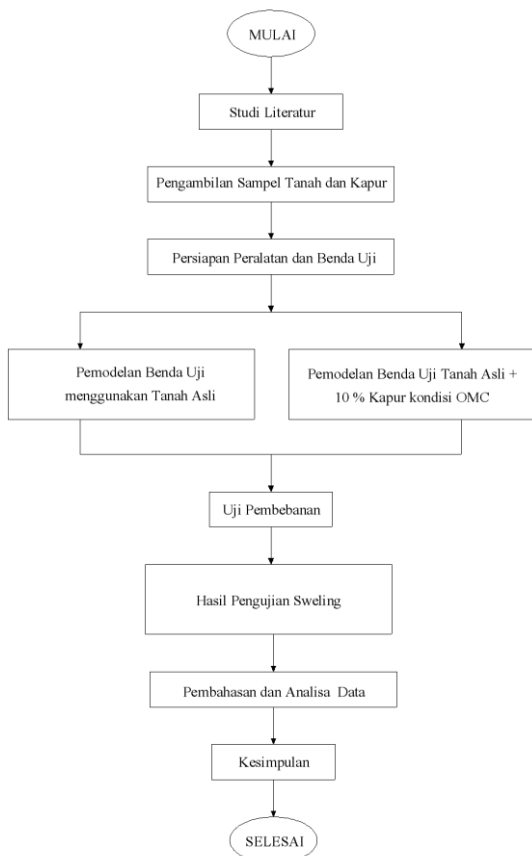 MULAI
Studi Literatur
Pengambilan Sampel Tanah dan Kapur
Persiapan Peralatan dan Benda Uji
Pemodelan Benda Uji
menggunakan Tanah Asli
Pemodelan Benda Uji Tanah Asli +
10 % Kapur kondisi OMC
Uji Pembebanan
Hasil Pengujian Sweling
Pembahasan dan Analisa Data
Kesimpulan
SELESAI